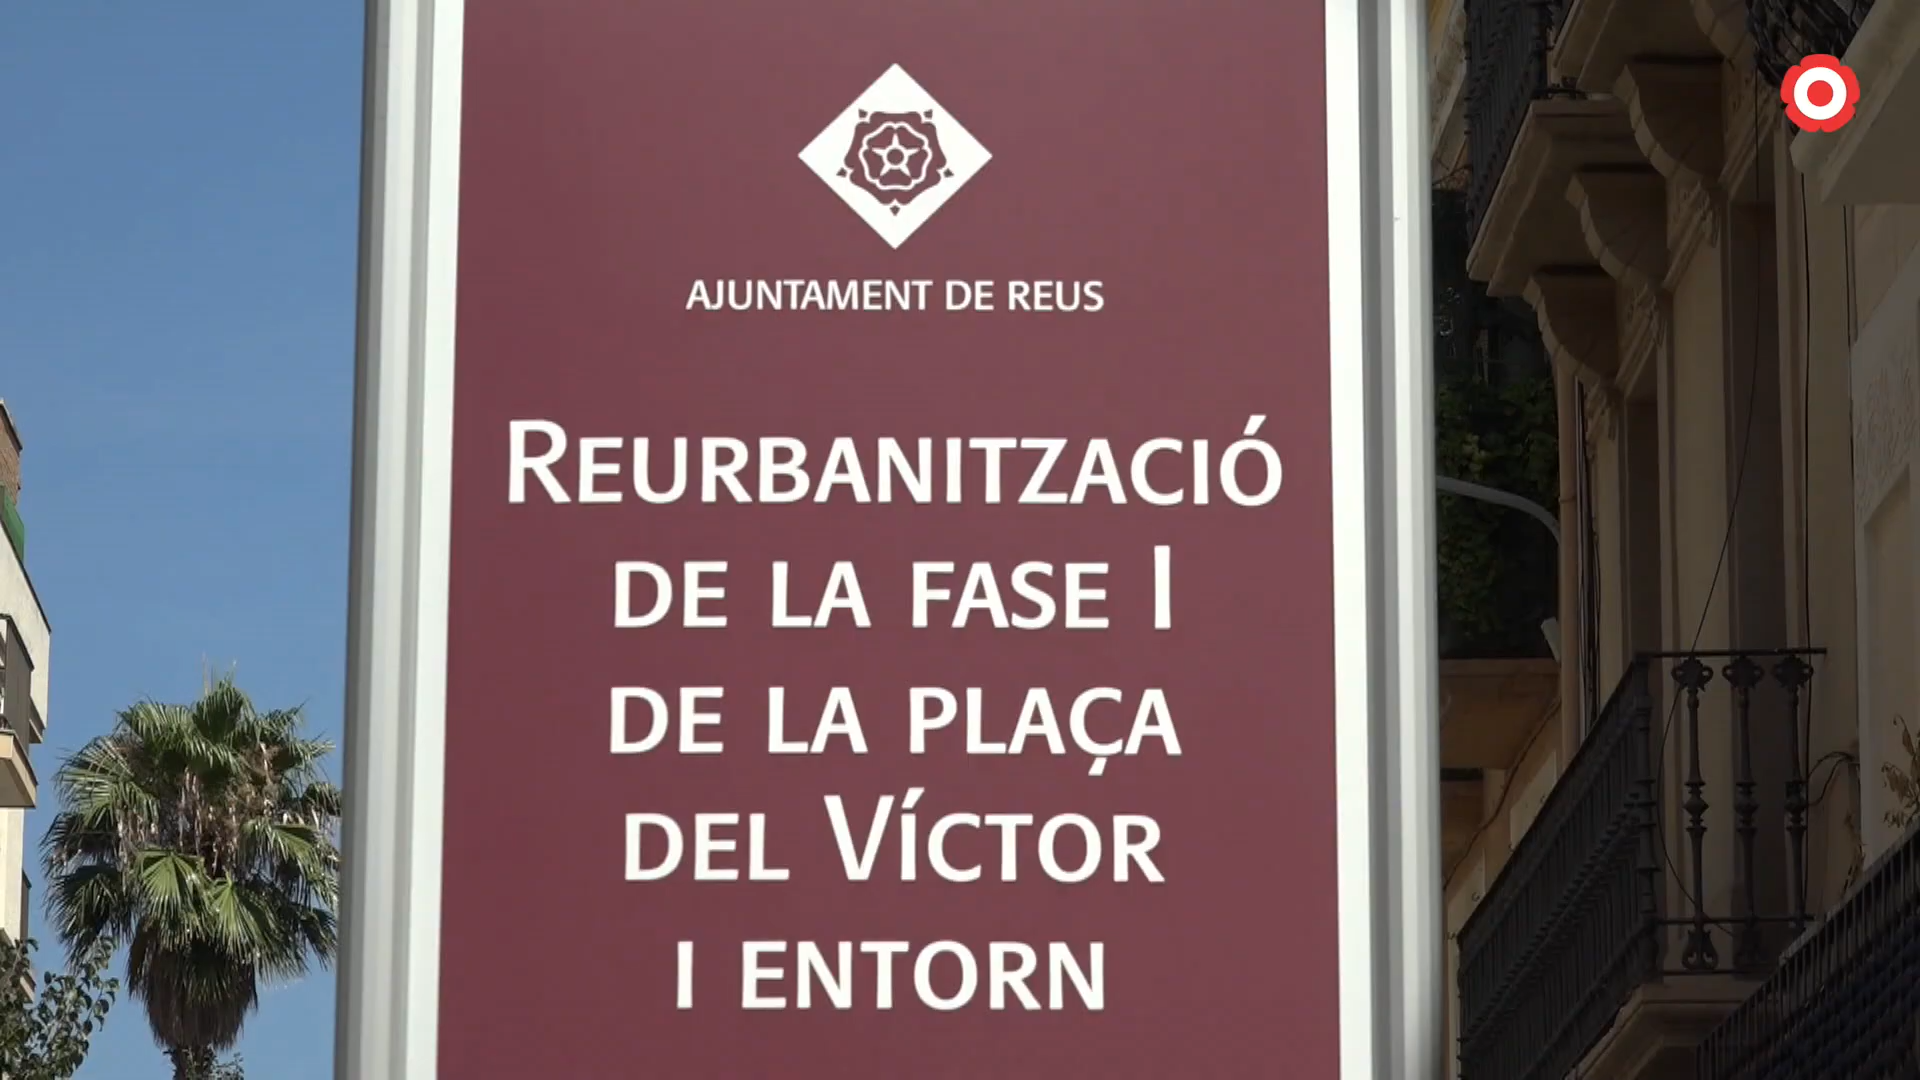 AJUNTAMENT DE REUS
REURBANITZACIÓ
DE LA FASE I
DE LA PLAÇA
DEL VÍCTOR
I ENTORN